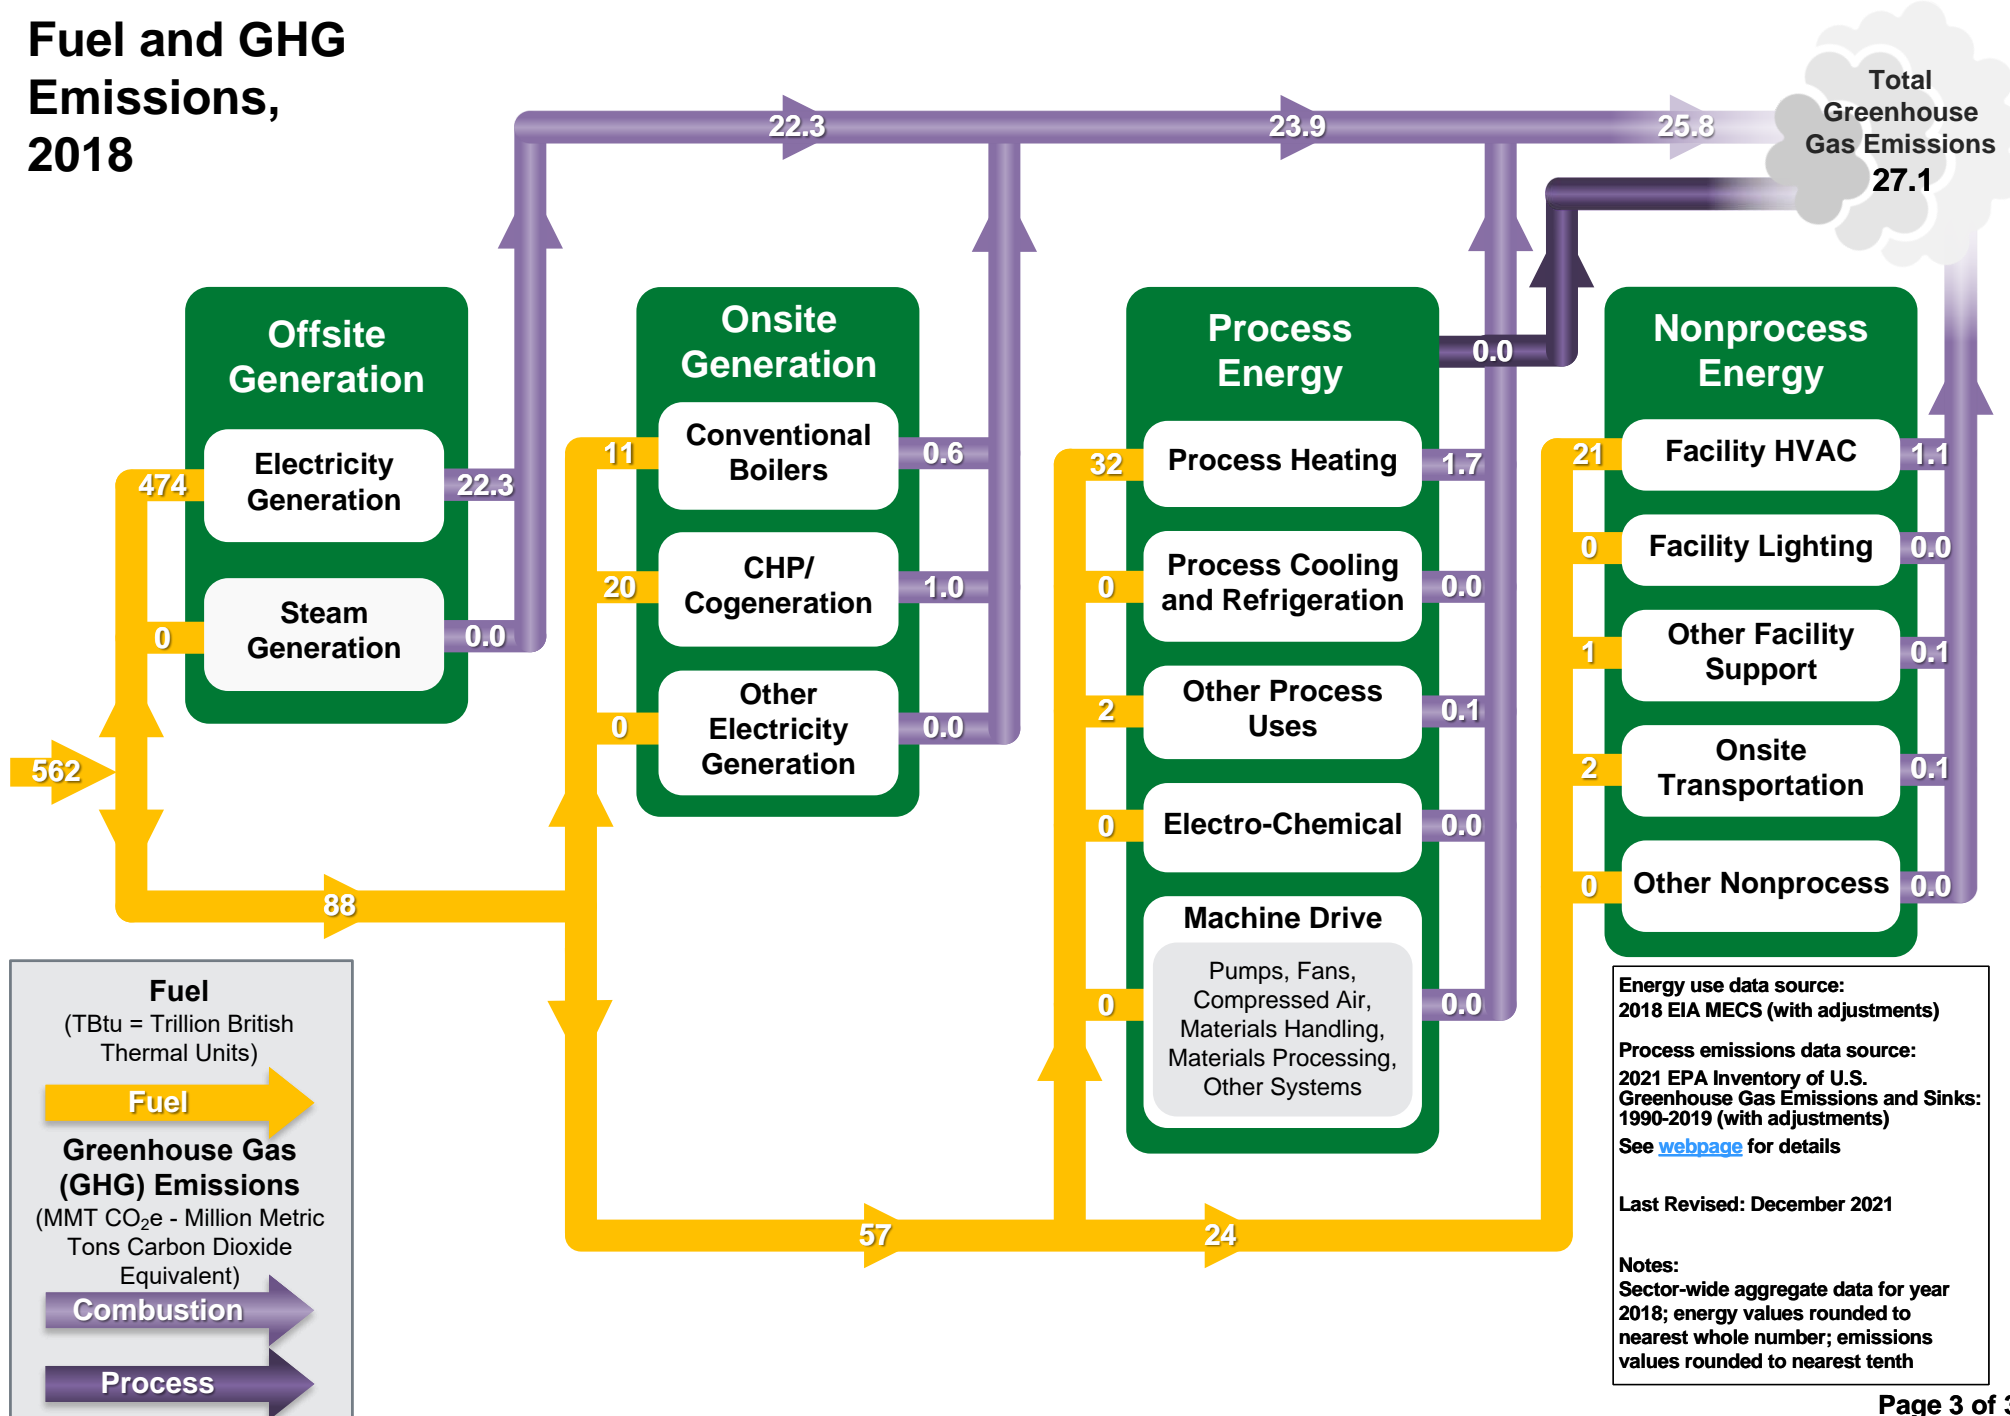 Fuel and GHG
Emissions,
2018
22.3
23.9
25.8
Total
Greenhouse
Gas Emissions
27.1
Offsite
Generation
474
Electricity
Generation
22.3
0
Steam
Generation
0.0
562
88
Onsite
Generation
11
Conventional
Boilers
0.6
20
CHP/
Cogeneration
1.0
0
Other
Electricity
Generation
0.0
57
24
Process
Energy
0.0
32
Process Heating
1.7
0
Process Cooling
and Refrigeration
0.0
2
Other Process
Uses
0.1
0
Electro-Chemical
0.0
Machine Drive
0
Pumps, Fans,
Compressed Air,
Materials Handling,
Materials Processing,
Other Systems
0.0
Nonprocess
Energy
21
Facility HVAC
1.1
0
Facility Lighting
0.0
1
Other Facility
Support
0.1
2
Onsite
Transportation
0.1
0
Other Nonprocess
0.0
Fuel
(TBtu = Trillion British
Thermal Units)
Fuel
Greenhouse Gas
(GHG) Emissions
(MMT CO₂e - Million Metric
Tons Carbon Dioxide
Equivalent)
Combustion
Process
Energy use data source:
2018 EIA MECS (with adjustments)
Process emissions data source:
2021 EPA Inventory of U.S.
Greenhouse Gas Emissions and Sinks:
1990-2019 (with adjustments)
See webpage for details
Last Revised: December 2021
Notes:
Sector-wide aggregate data for year
2018; energy values rounded to
nearest whole number; emissions
values rounded to nearest tenth
Page 3 of 3